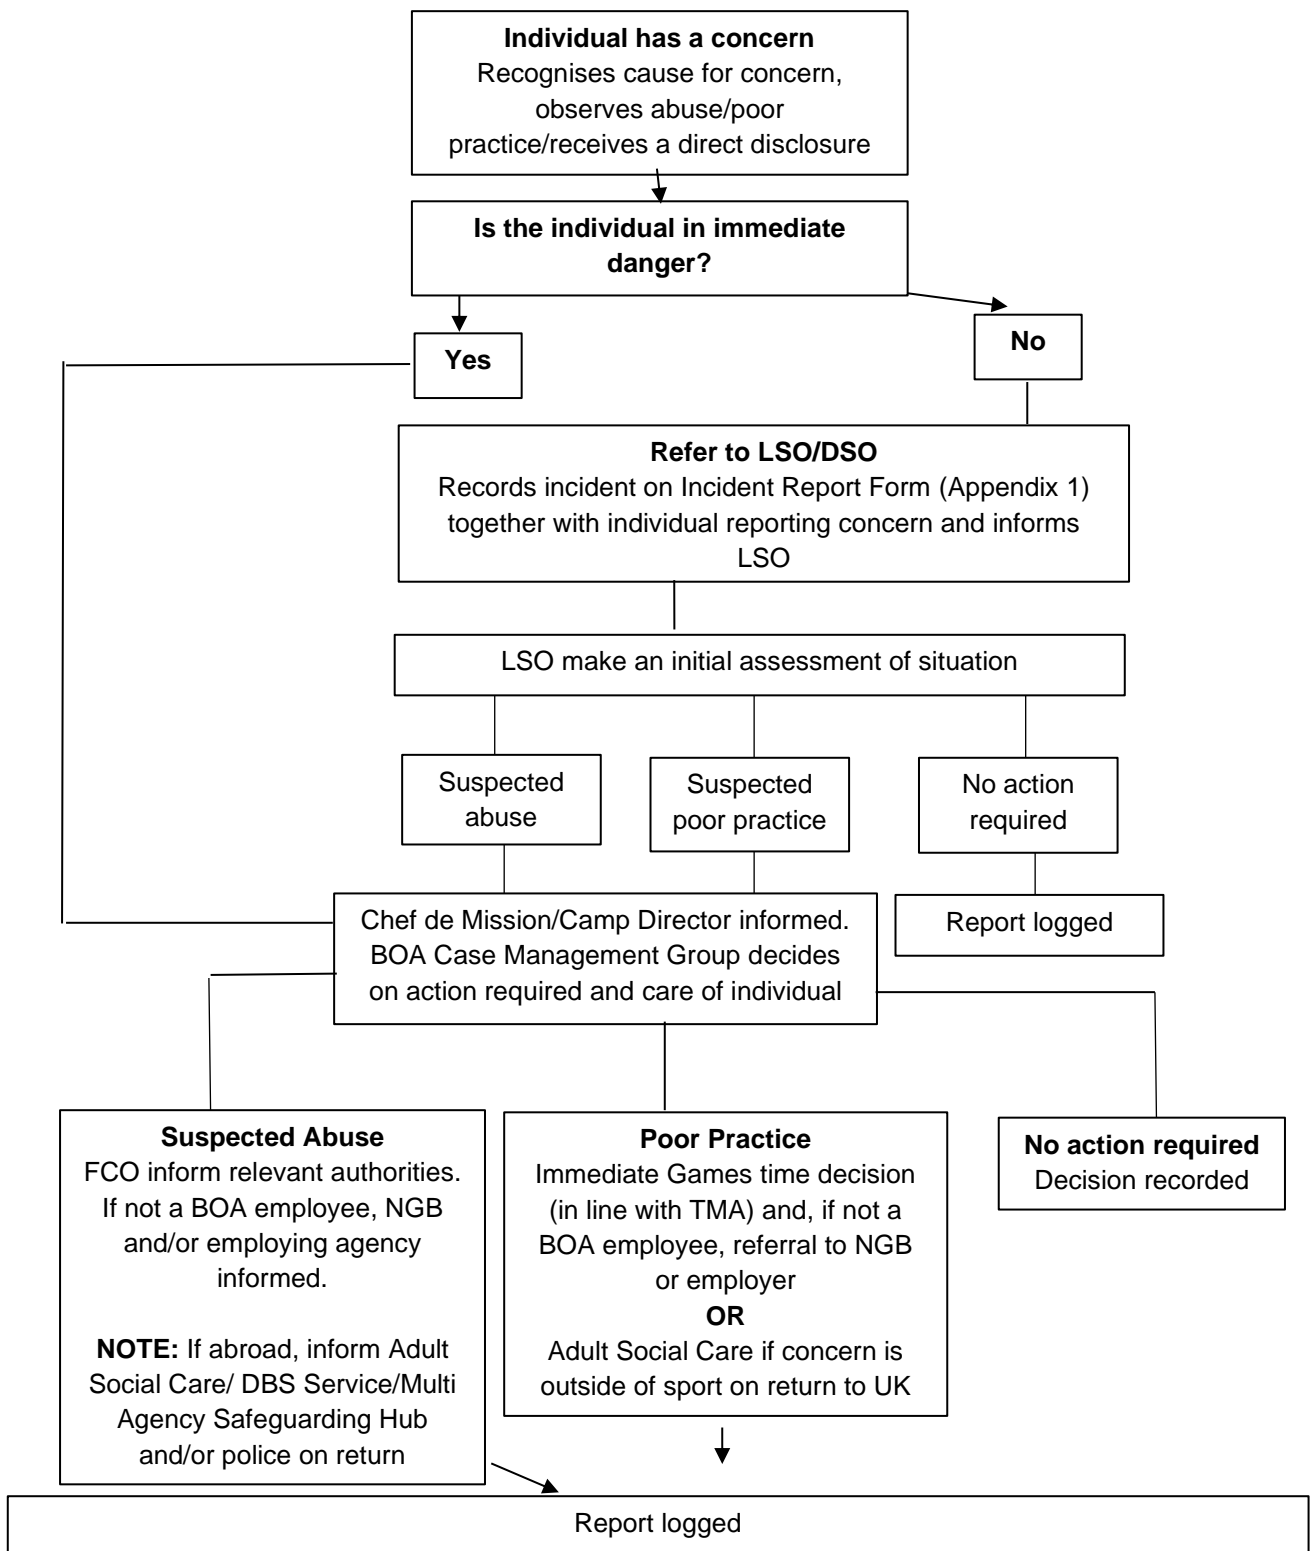 Individual has a concern
Recognises cause for concern,
observes abuse/poor
practice/receives a direct disclosure
Is the individual in immediate
danger?
Yes
No
Refer to LSO/DSO
Records incident on Incident Report Form (Appendix 1)
together with individual reporting concern and informs
LSO
LSO make an initial assessment of situation
Suspected
abuse
Suspected
poor practice
No action
required
Chef de Mission/Camp Director informed.
BOA Case Management Group decides
on action required and care of individual
Report logged
Suspected Abuse
FCO inform relevant authorities.
If not a BOA employee, NGB
and/or employing agency
informed.
NOTE: If abroad, inform Adult
Social Care/ DBS Service/Multi
Agency Safeguarding Hub
and/or police on return
Poor Practice
Immediate Games time decision
(in line with TMA) and, if not a
BOA employee, referral to NGB
or employer
OR
Adult Social Care if concern is
outside of sport on return to UK
No action required
Decision recorded
Report logged